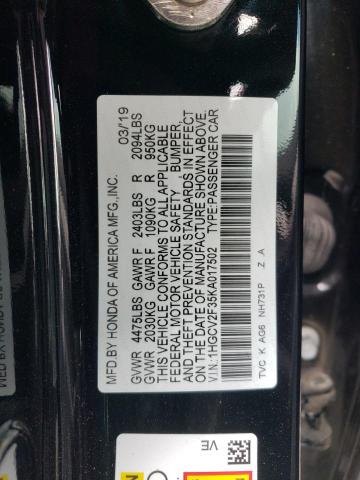 MFD.BY HONDA OF AMERICA MFG.,INC. 03/'19
GVWR 4475LBS GAWR F 2403LBS R 2094LBS
GVWR 2030KG GAWR F 1090KG R 950KG
THIS VEHICLE CONFORMS TO ALL APPLICABLE
FEDERAL MOTOR VEHICLE SAFETY , BUMPER,
AND THEFT PREVENTION STANDARDS IN EFFECT
ON THE DATE OF MANUFACTURE SHOWN ABOVE.
V.I.N.:1HGCV2F35KA017502 TYPE:PASSENGER CAR
TVC K AG6 NH731P Z A
VE